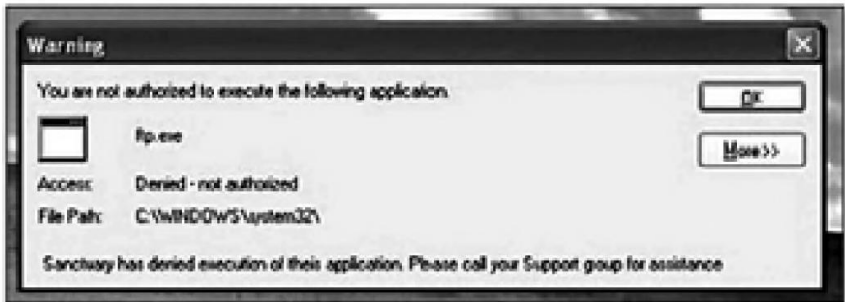 Warning
You are not authorized to execute the following application.
ftp.exe
OK
More >>
Access: Denied - not authorized
File Path: C:\WINDOWS\system32\
Sanctuary has denied execution of theis application. Please call your Support group for assistance